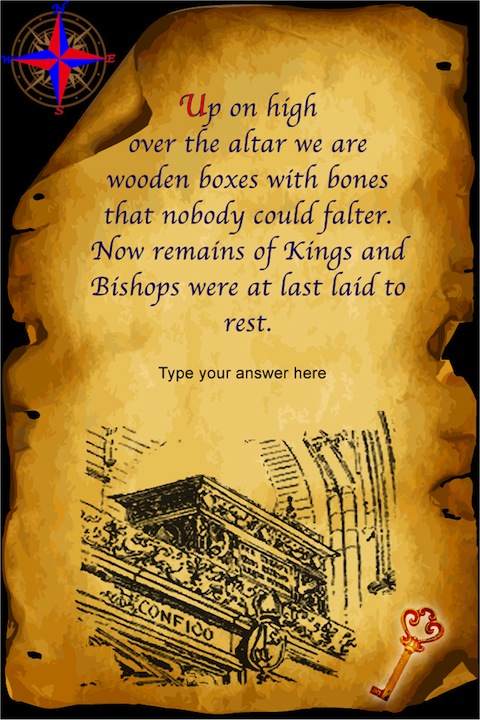 N
W E
S
Up on high
over the altar we are
wooden boxes with bones
that nobody could falter.
Now remains of Kings and
Bishops were at last laid to
rest.
Type your answer here
CONFIDO